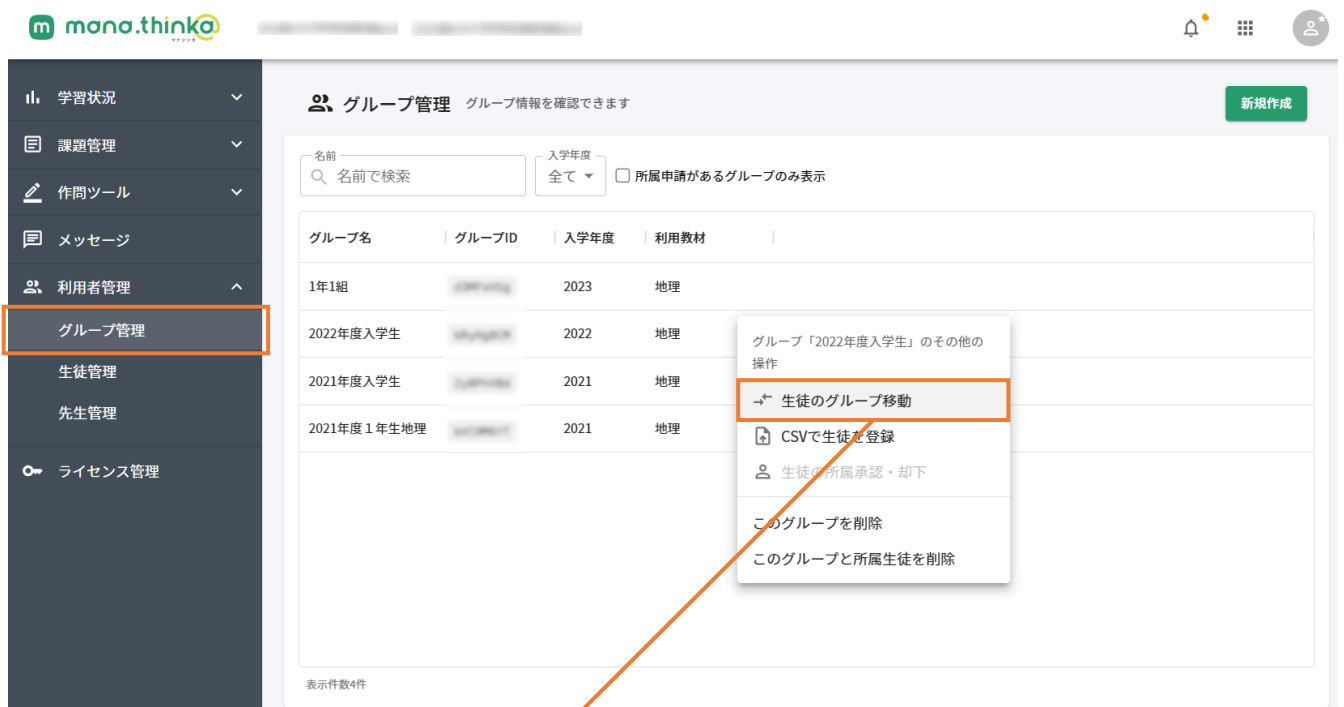 mana.thinka
マナシンカ
学習状況
課題管理
作問ツール
メッセージ
利用者管理
グループ管理
生徒管理
先生管理
ライセンス管理
グループ管理 グループ情報を確認できます
新規作成
名前
名前で検索
入学年度
全て
所属申請があるグループのみ表示
グループ名 グループID 入学年度 利用教材
1年1組 2023 地理
2022年度入学生 2022 地理
2021年度入学生 2021 地理
2021年度１年生地理 2021 地理
グループ「2022年度入学生」のその他の
操作
生徒のグループ移動
CSVで生徒を登録
生徒の所属承認・却下
このグループを削除
このグループと所属生徒を削除
表示件数4件